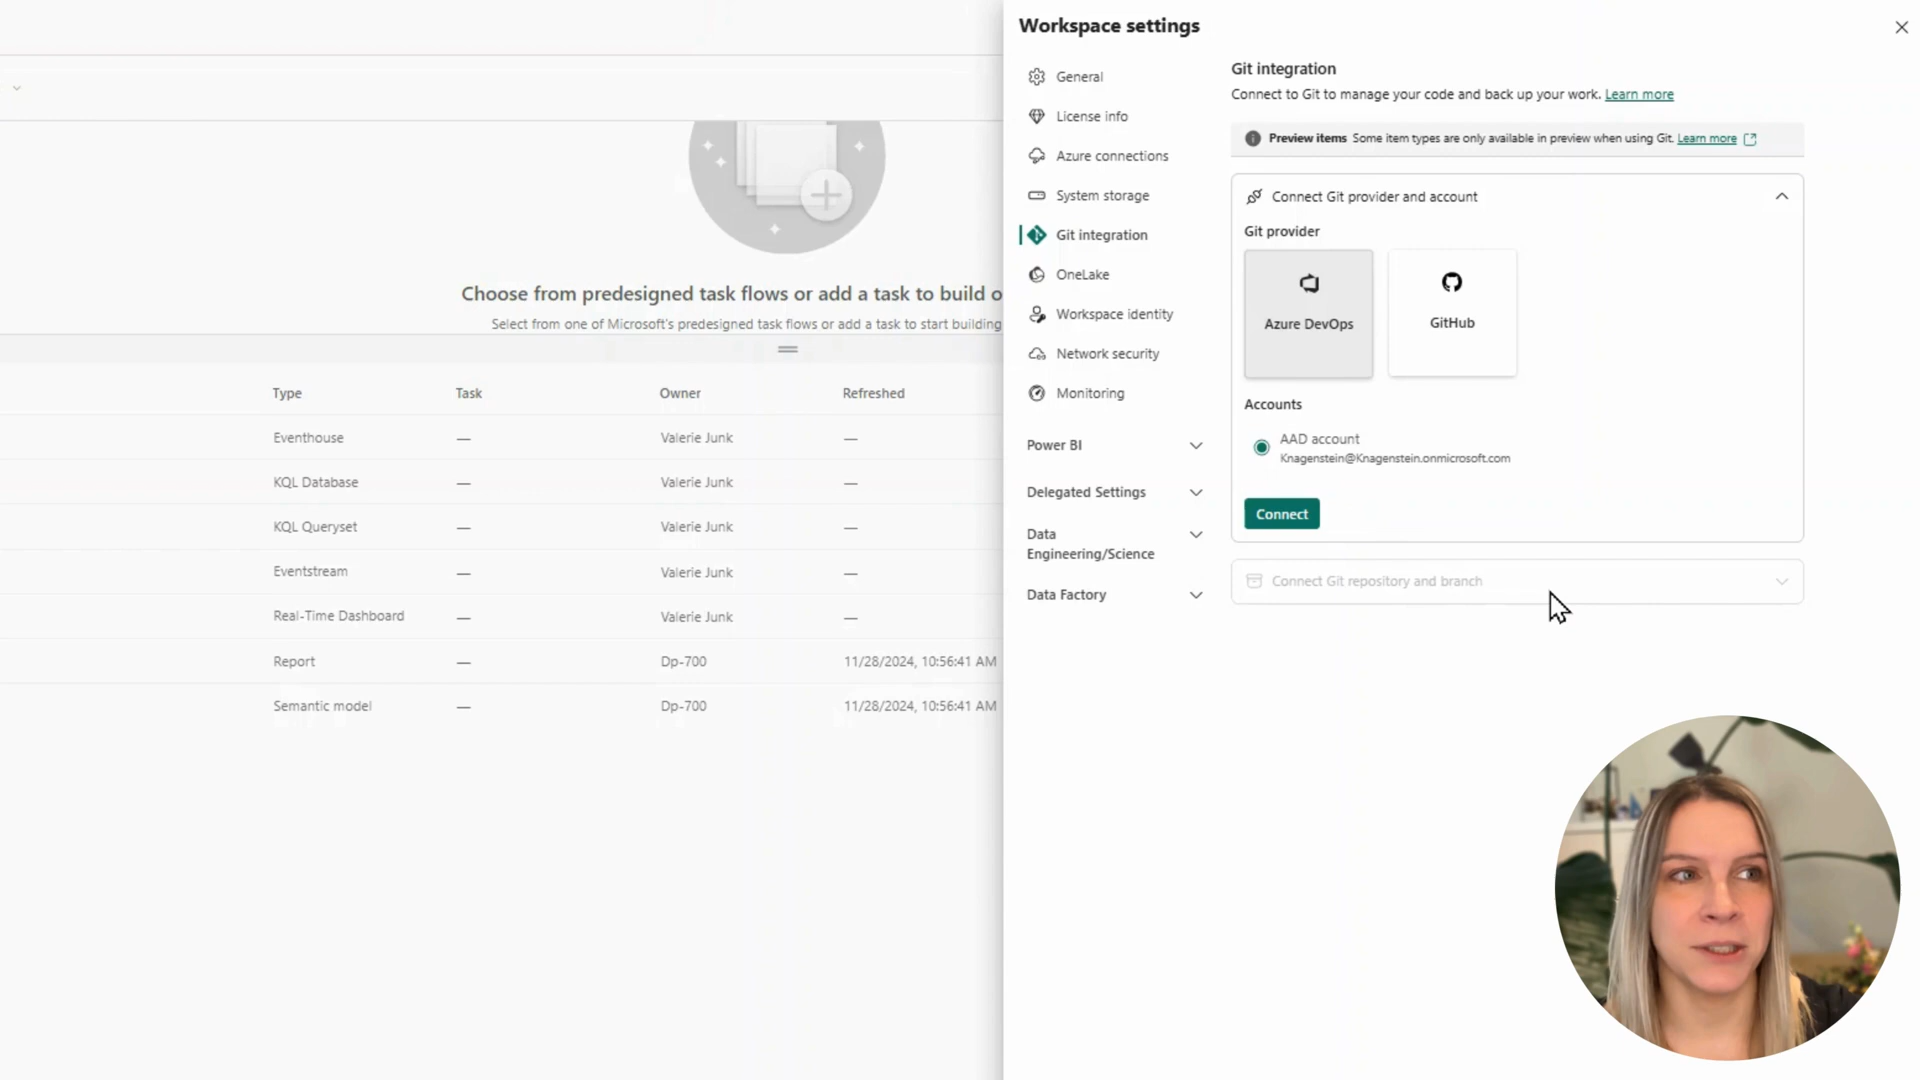 Workspace settings
General
License info
Azure connections
System storage
Git integration
OneLake
Workspace identity
Network security
Monitoring
Power BI
Delegated Settings
Data
Engineering/Science
Data Factory
Git integration
Connect to Git to manage your code and back up your work. Learn more
Preview items Some item types are only available in preview when using Git. Learn more
Connect Git provider and account
Git provider
Azure DevOps
GitHub
Accounts
AAD account
Knagenstein@Knagenstein.onmicrosoft.com
Connect
Connect Git repository and branch
Choose from predesigned task flows or add a task to build
Select from one of Microsoft's predesigned task flows or add a task to start building
Type Task Owner Refreshed
Eventhouse — Valerie Junk —
KQL Database — Valerie Junk —
KQL Queryset — Valerie Junk —
Eventstream — Valerie Junk —
Real-Time Dashboard — Valerie Junk —
Report — Dp-700 11/28/2024, 10:56:41 AM
Semantic model — Dp-700 11/28/2024, 10:56:41 AM